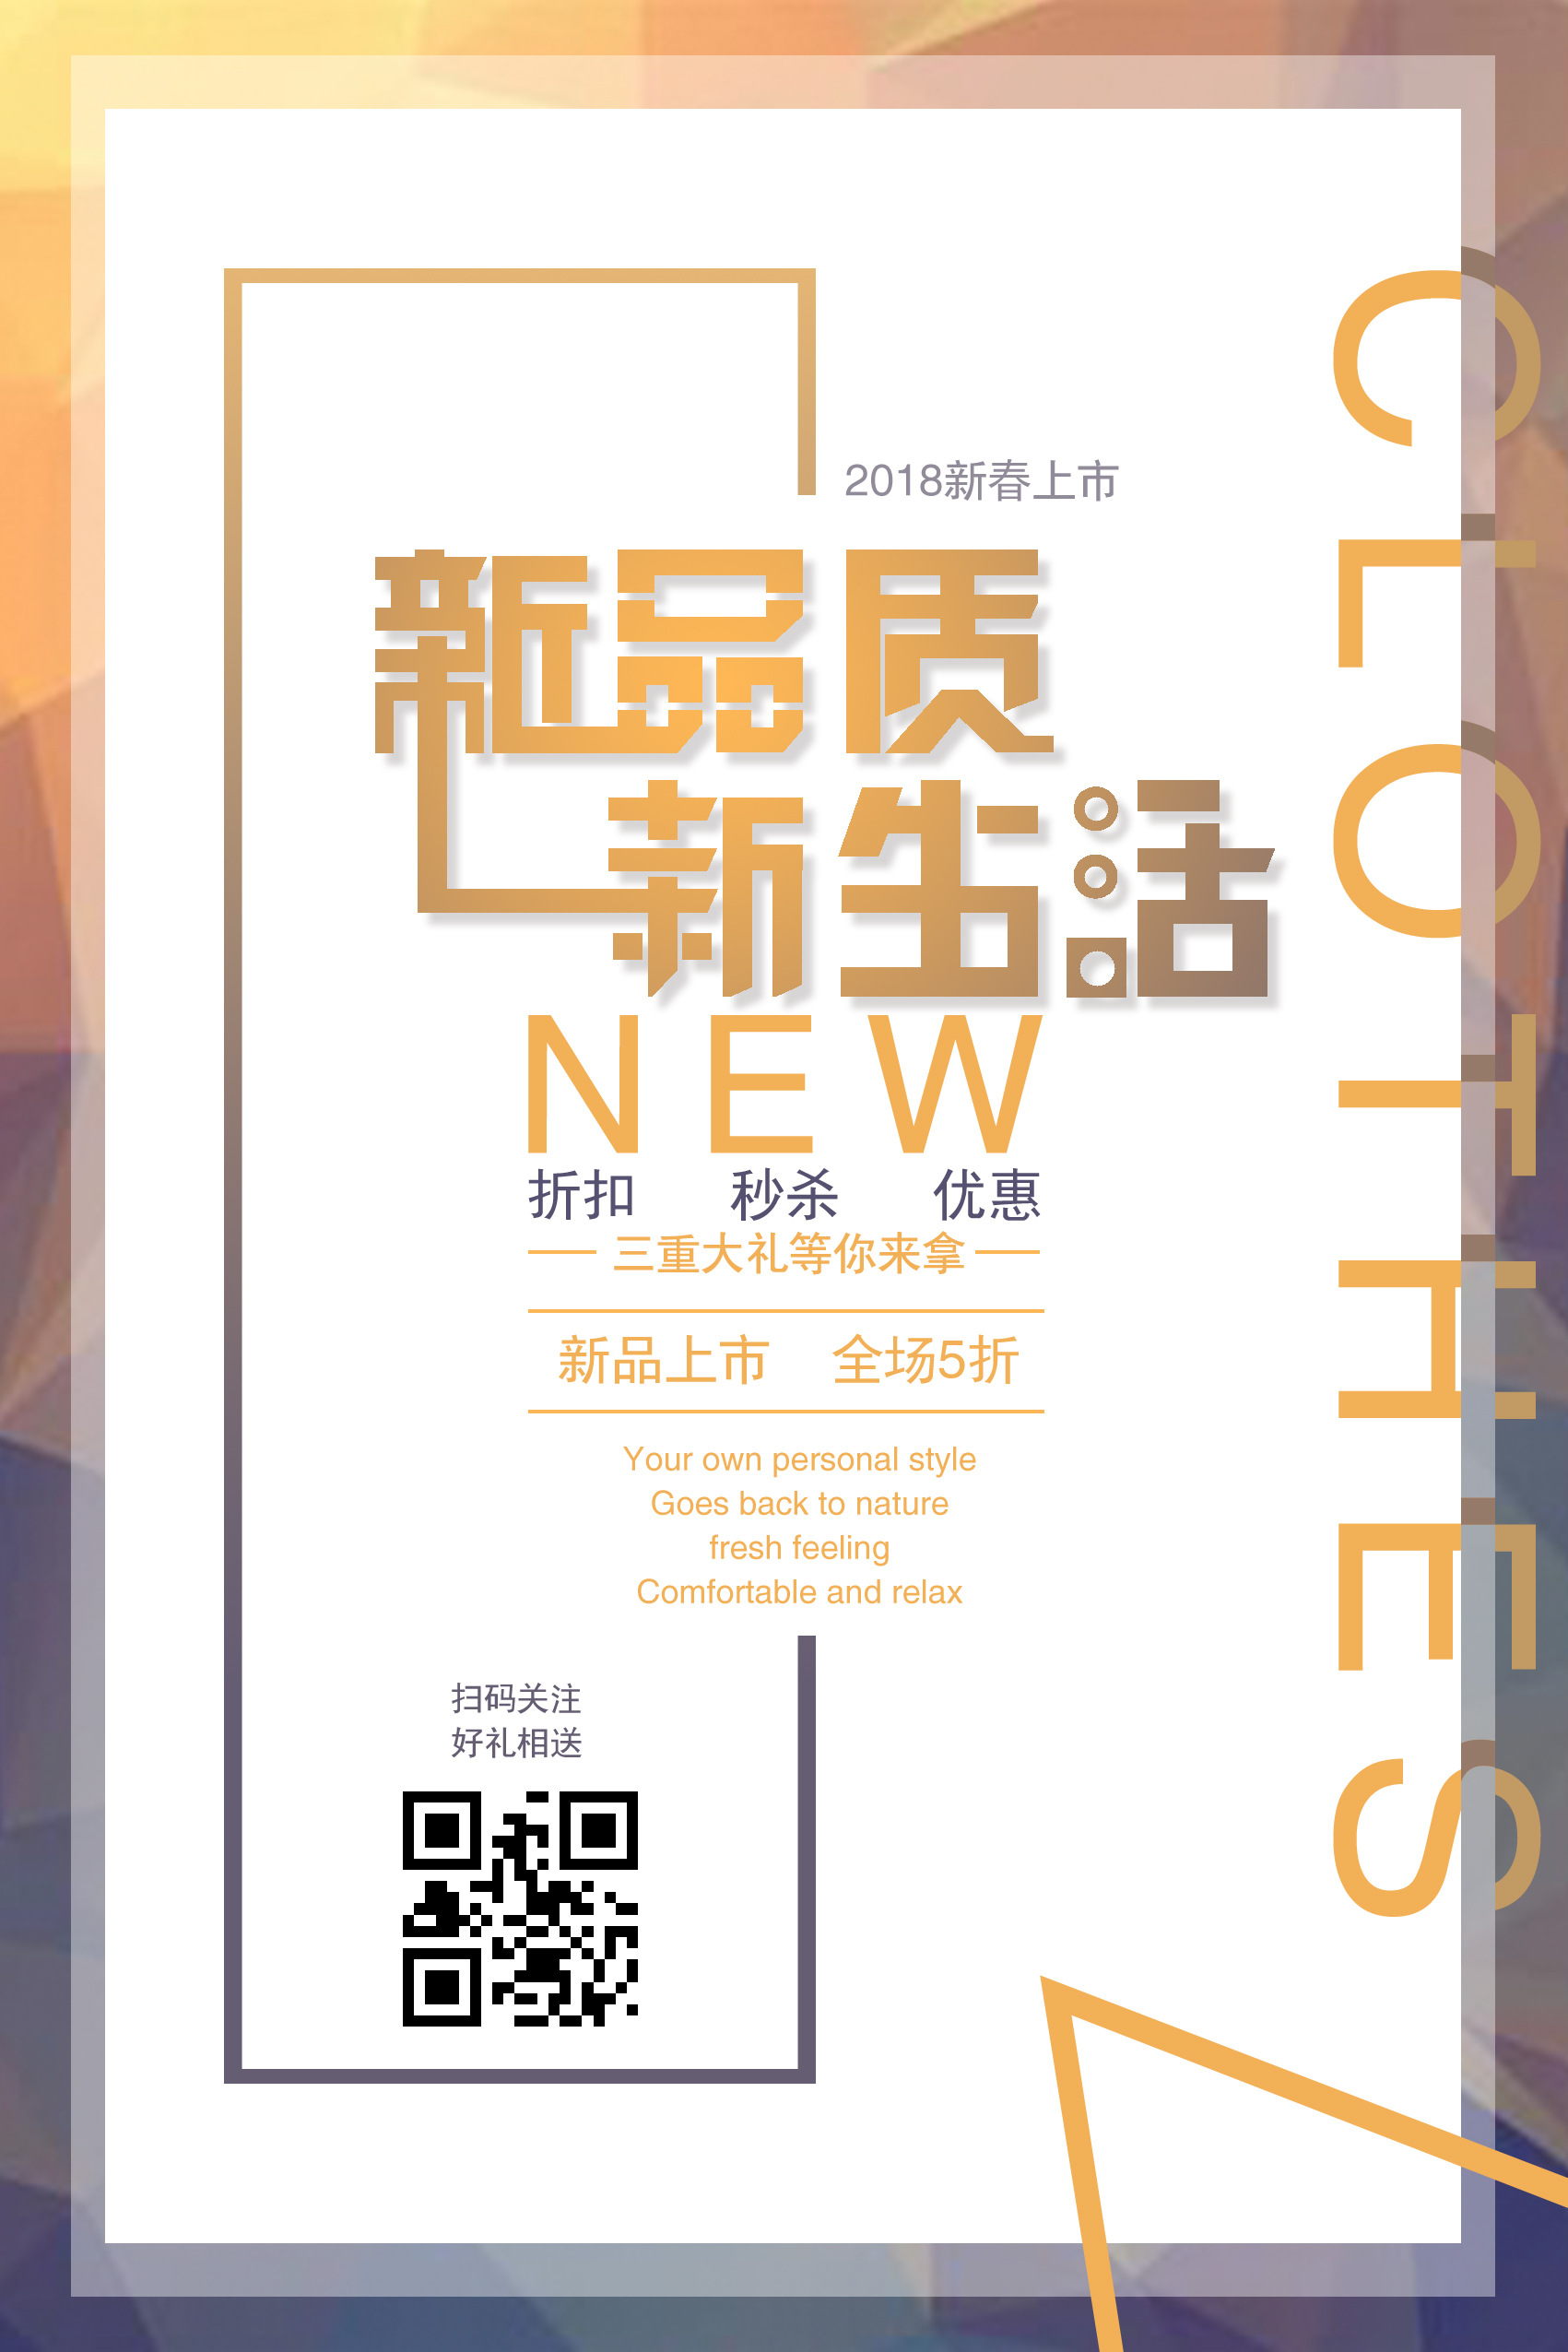 2018新春上市
新品质
新生活
NEW
折扣 秒杀 优惠
三重大礼等你来拿
新品上市 全场5折
Your own personal style
Goes back to nature
fresh feeling
Comfortable and relax
扫码关注
好礼相送
CLOTHES